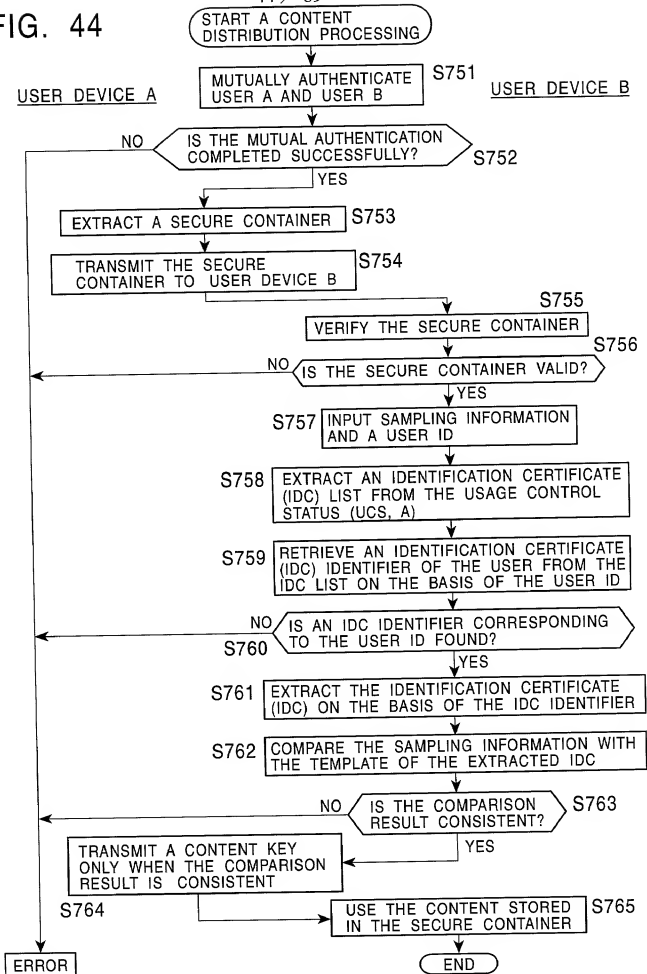 FIG. 44
START A CONTENT
DISTRIBUTION PROCESSING
USER DEVICE A
MUTUALLY AUTHENTICATE
USER A AND USER B
S751
USER DEVICE B
NO
IS THE MUTUAL AUTHENTICATION
COMPLETED SUCCESSFULLY?
S752
YES
EXTRACT A SECURE CONTAINER
S753
TRANSMIT THE SECURE
CONTAINER TO USER DEVICE B
S754
S755
VERIFY THE SECURE CONTAINER
S756
NO
IS THE SECURE CONTAINER VALID?
YES
S757
INPUT SAMPLING INFORMATION
AND A USER ID
S758
EXTRACT AN IDENTIFICATION CERTIFICATE
(IDC) LIST FROM THE USAGE CONTROL
STATUS (UCS, A)
S759
RETRIEVE AN IDENTIFICATION CERTIFICATE
(IDC) IDENTIFIER OF THE USER FROM THE
IDC LIST ON THE BASIS OF THE USER ID
NO
S760
IS AN IDC IDENTIFIER CORRESPONDING
TO THE USER ID FOUND?
YES
S761
EXTRACT THE IDENTIFICATION CERTIFICATE
(IDC) ON THE BASIS OF THE IDC IDENTIFIER
S762
COMPARE THE SAMPLING INFORMATION WITH
THE TEMPLATE OF THE EXTRACTED IDC
NO
IS THE COMPARISON
RESULT CONSISTENT?
S763
YES
TRANSMIT A CONTENT KEY
ONLY WHEN THE COMPARISON
RESULT IS CONSISTENT
S764
USE THE CONTENT STORED
IN THE SECURE CONTAINER
S765
ERROR
END